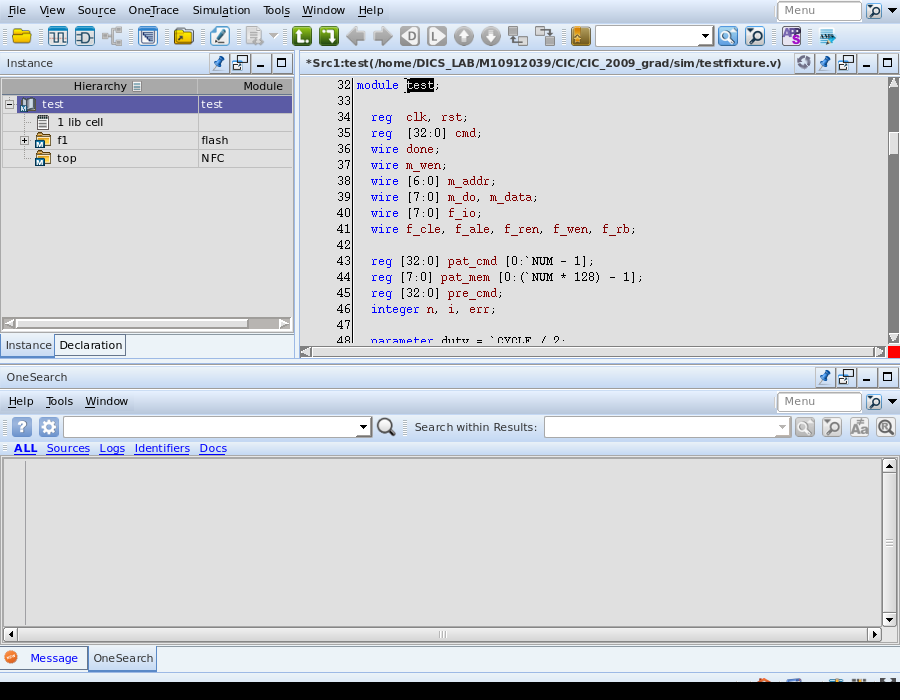 File View Source OneTrace Simulation Tools Window Help Menu
Instance
*Src1:test(/home/DICS_LAB/M10912039/CIC/CIC_2009_grad/sim/testfixture.v)
Hierarchy Module
test test
1 lib cell
f1 flash
top NFC
Instance Declaration
32 module test;
33
34 reg clk, rst;
35 reg [32:0] cmd;
36 wire done;
37 wire m_wen;
38 wire [6:0] m_addr;
39 wire [7:0] m_do, m_data;
40 wire [7:0] f_io;
41 wire f_cle, f_ale, f_ren, f_wen, f_rb;
42
43 reg [32:0] pat_cmd [0:`NUM - 1];
44 reg [7:0] pat_mem [0:(`NUM * 128) - 1];
45 reg [32:0] pre_cmd;
46 integer n, i, err;
47
48 parameter duty = `CYCLE / 2;
OneSearch
Help Tools Window Menu
Search within Results:
ALL Sources Logs Identifiers Docs
Message OneSearch